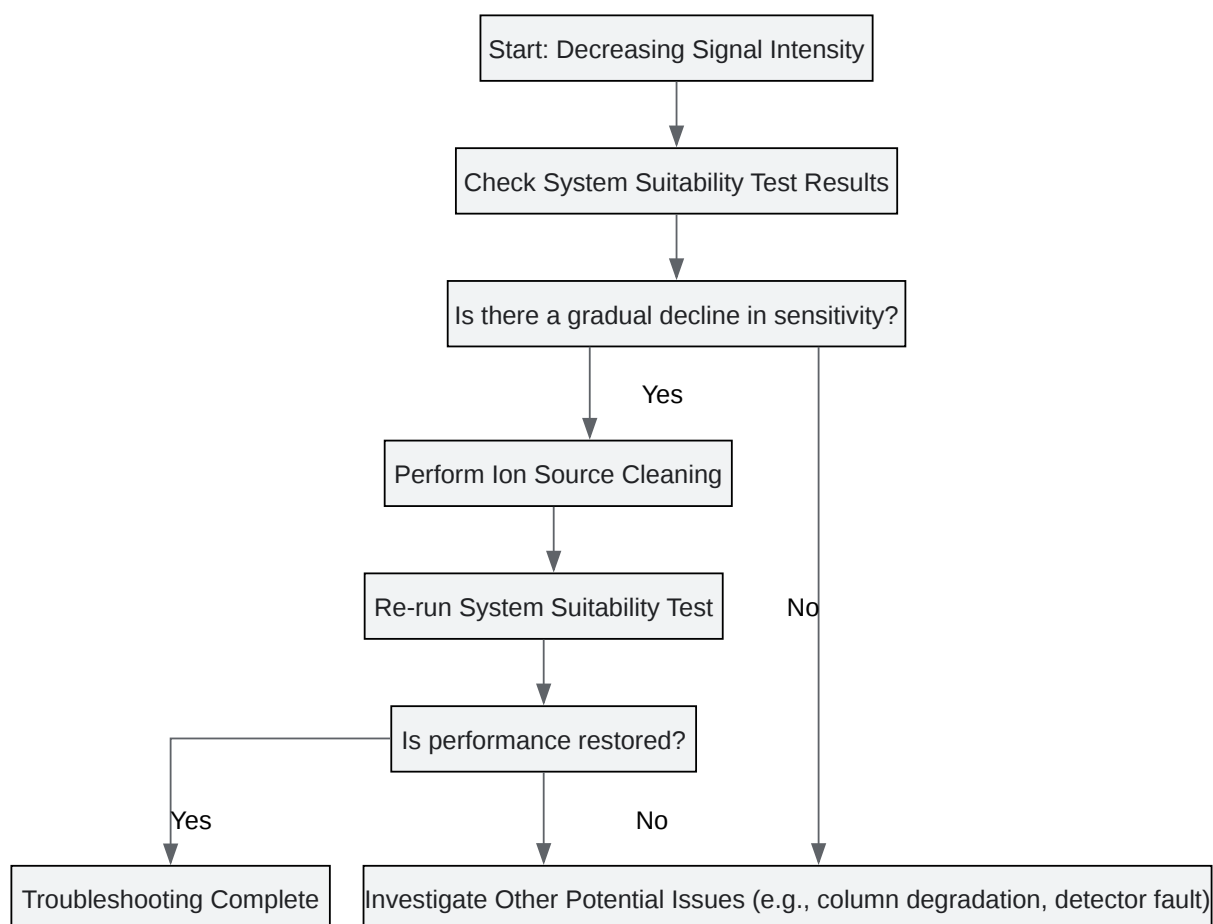 Start: Decreasing Signal Intensity
Check System Suitability Test Results
Is there a gradual decline in sensitivity?
Yes
Perform Ion Source Cleaning
Re-run System Suitability Test
No
Is performance restored?
Yes
No
Troubleshooting Complete
Investigate Other Potential Issues (e.g., column degradation, detector fault)